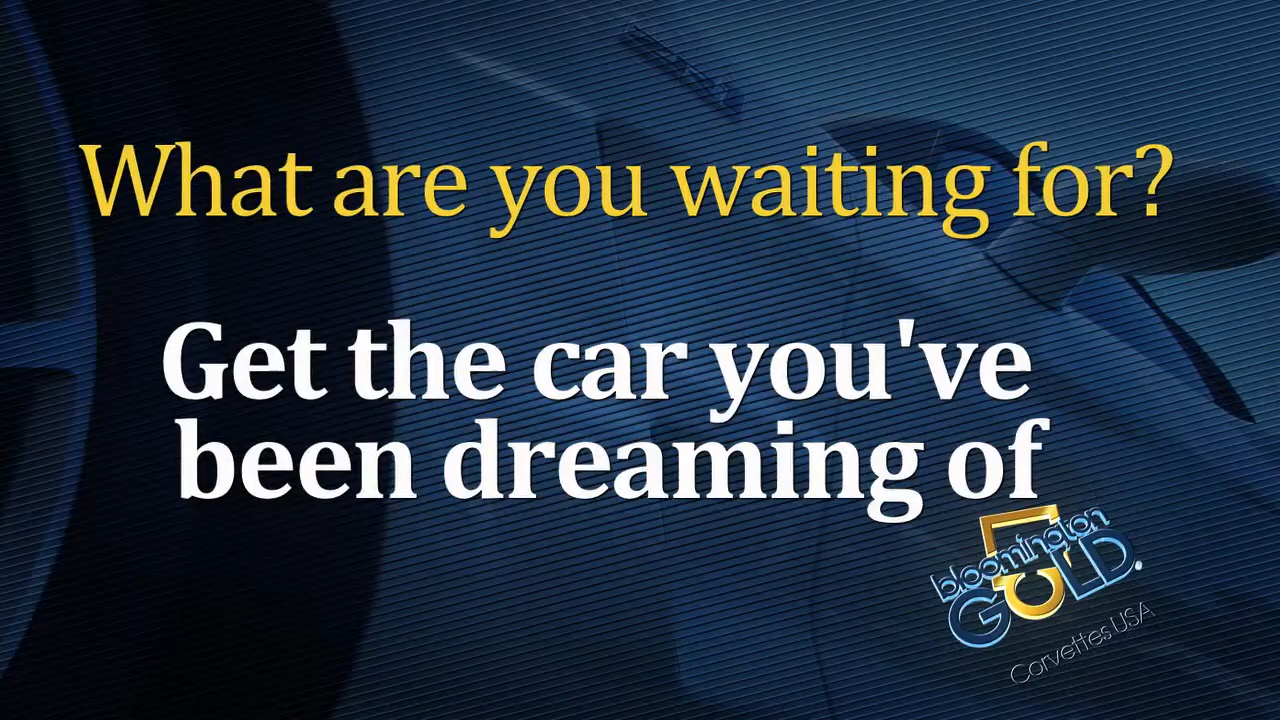 What are you waiting for?
Get the car you've
been dreaming of
bloomington
GOLD.
Corvettes USA